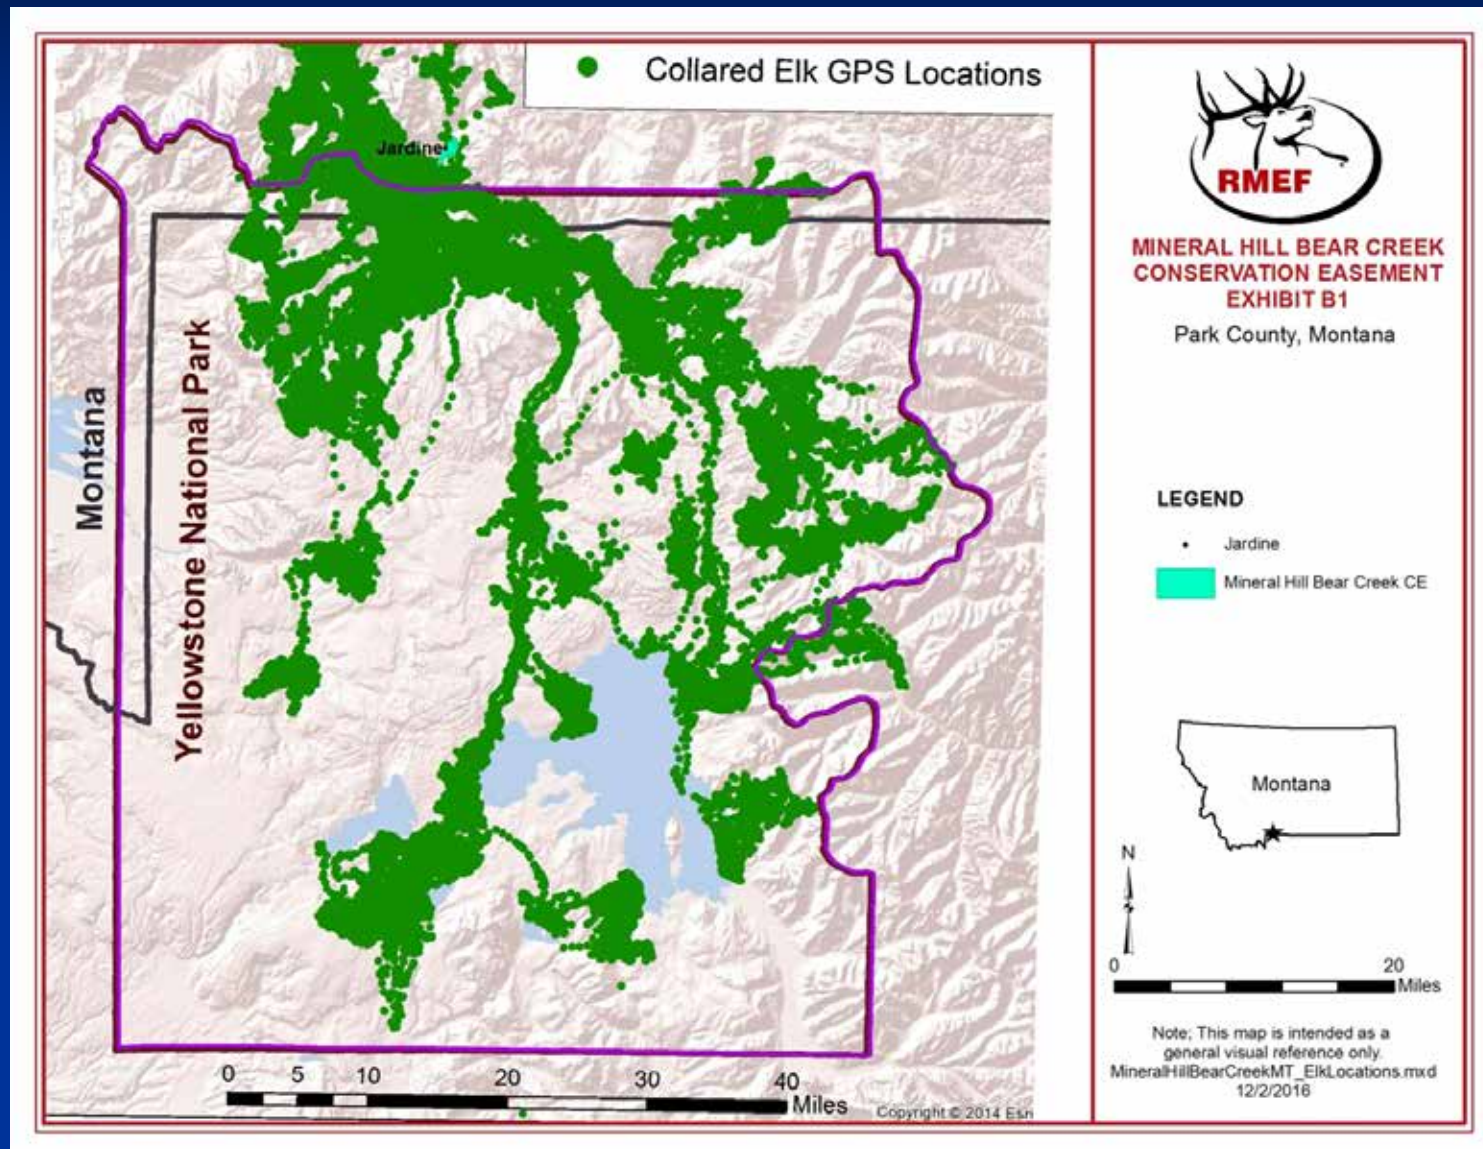 Collared Elk GPS Locations
Jardine
Montana
Yellowstone National Park
0 5 10 20 30 40
Miles
Copyright © 2014 Esri
RMEF
MINERAL HILL BEAR CREEK
CONSERVATION EASEMENT
EXHIBIT B1
Park County, Montana
LEGEND
Jardine
Mineral Hill Bear Creek CE
Montana
N
0 20
Miles
Note; This map is intended as a
general visual reference only.
MineralHillBearCreekMT_ElkLocations.mxd
12/2/2016